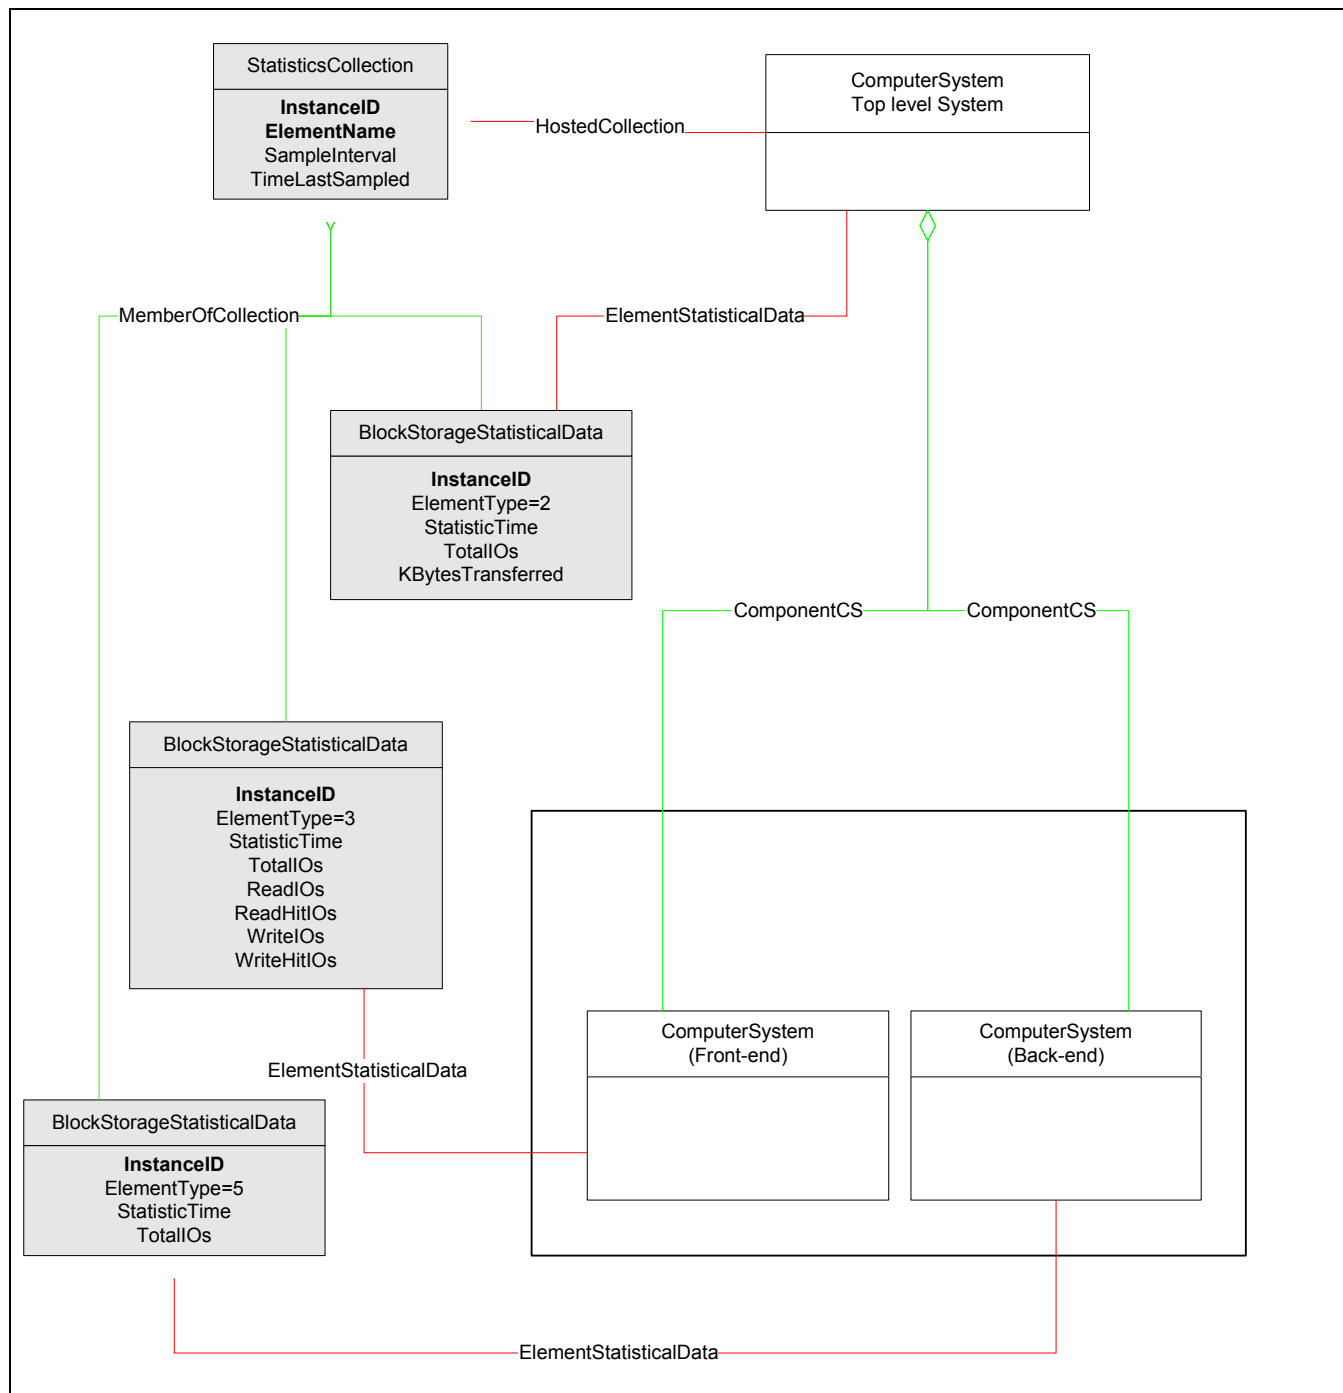 StatisticsCollection
InstanceID
ElementName
SampleInterval
TimeLastSampled
HostedCollection
ComputerSystem
Top level System
MemberOfCollection
ElementStatisticalData
BlockStorageStatisticalData
InstanceID
ElementType=2
StatisticTime
TotalIOs
KBytesTransferred
ComponentCS
ComponentCS
BlockStorageStatisticalData
InstanceID
ElementType=3
StatisticTime
TotalIOs
ReadIOs
ReadHitIOs
WriteIOs
WriteHitIOs
ComputerSystem
(Front-end)
ComputerSystem
(Back-end)
ElementStatisticalData
BlockStorageStatisticalData
InstanceID
ElementType=5
StatisticTime
TotalIOs
ElementStatisticalData